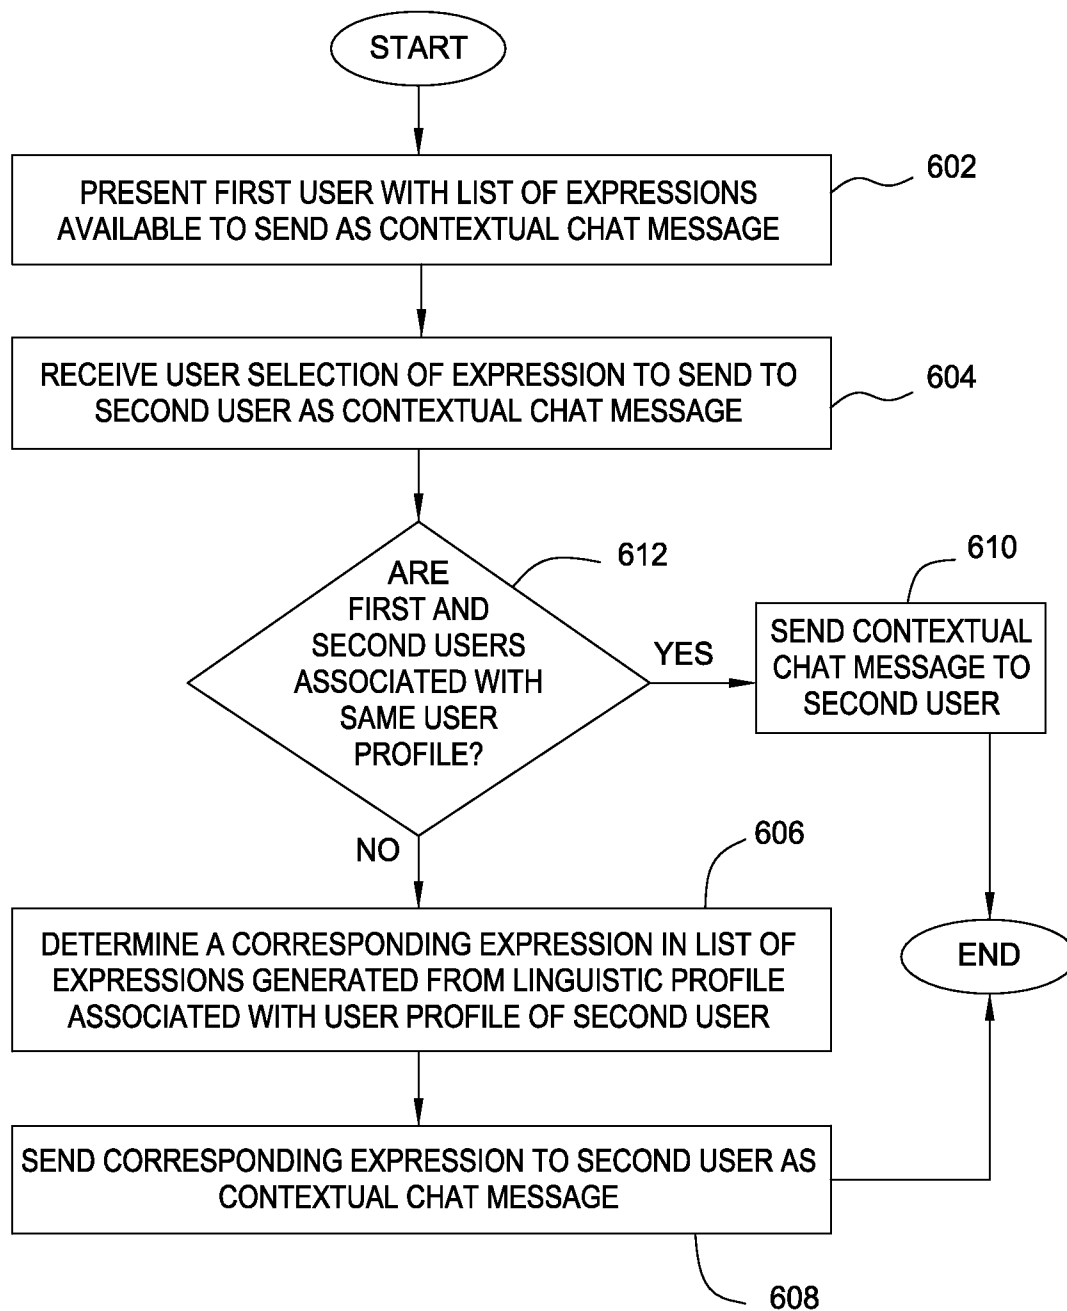 START
PRESENT FIRST USER WITH LIST OF EXPRESSIONS
AVAILABLE TO SEND AS CONTEXTUAL CHAT MESSAGE
602
RECEIVE USER SELECTION OF EXPRESSION TO SEND TO
SECOND USER AS CONTEXTUAL CHAT MESSAGE
604
ARE
FIRST AND
SECOND USERS
ASSOCIATED WITH
SAME USER
PROFILE?
612
YES
610
SEND CONTEXTUAL
CHAT MESSAGE TO
SECOND USER
NO
606
DETERMINE A CORRESPONDING EXPRESSION IN LIST OF
EXPRESSIONS GENERATED FROM LINGUISTIC PROFILE
ASSOCIATED WITH USER PROFILE OF SECOND USER
END
SEND CORRESPONDING EXPRESSION TO SECOND USER AS
CONTEXTUAL CHAT MESSAGE
608